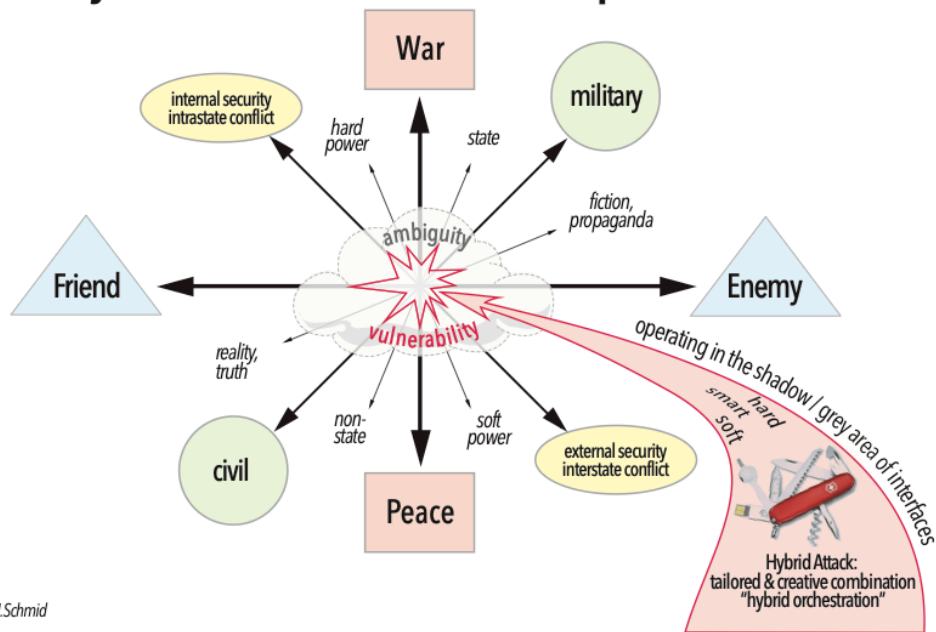 War
military
internal security
intrastate conflict
hard
power
state
fiction,
propaganda
ambiguity
Friend
Enemy
vulnerability
operating in the shadow / grey area of interfaces
reality,
truth
hard
smart
soft
non-
state
soft
power
civil
external security
interstate conflict
Peace
Hybrid Attack:
tailored & creative combination
"hybrid orchestration"
.Schmid